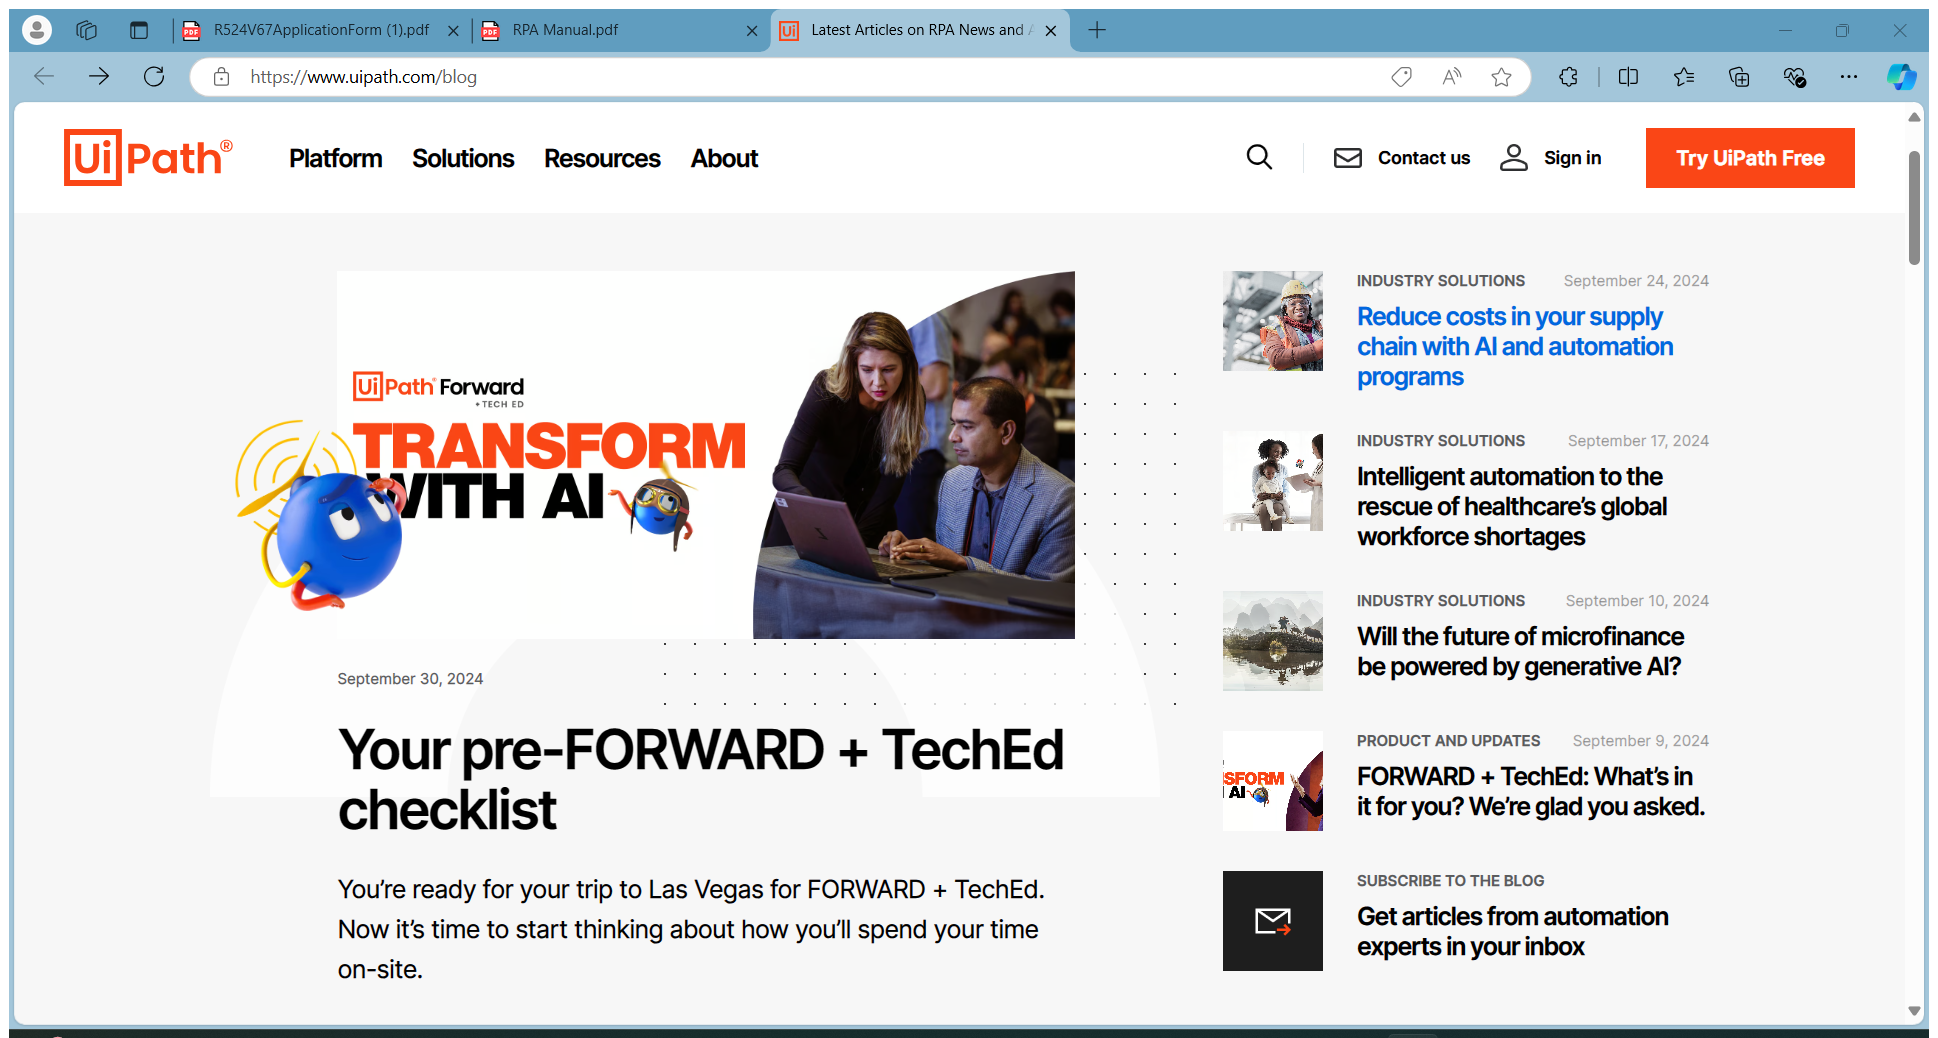 R524V67ApplicationForm (1).pdf
RPA Manual.pdf
Latest Articles on RPA News and
https://www.uipath.com/blog
UiPath®
Platform
Solutions
Resources
About
Contact us
Sign in
Try UiPath Free
UiPath Forward
+ TECH ED
TRANSFORM
WITH AI
September 30, 2024
Your pre-FORWARD + TechEd
checklist
You’re ready for your trip to Las Vegas for FORWARD + TechEd.
Now it’s time to start thinking about how you’ll spend your time
on-site.
INDUSTRY SOLUTIONS September 24, 2024
Reduce costs in your supply
chain with AI and automation
programs
INDUSTRY SOLUTIONS September 17, 2024
Intelligent automation to the
rescue of healthcare’s global
workforce shortages
INDUSTRY SOLUTIONS September 10, 2024
Will the future of microfinance
be powered by generative AI?
PRODUCT AND UPDATES September 9, 2024
SFORM
AI
FORWARD + TechEd: What’s in
it for you? We’re glad you asked.
SUBSCRIBE TO THE BLOG
Get articles from automation
experts in your inbox